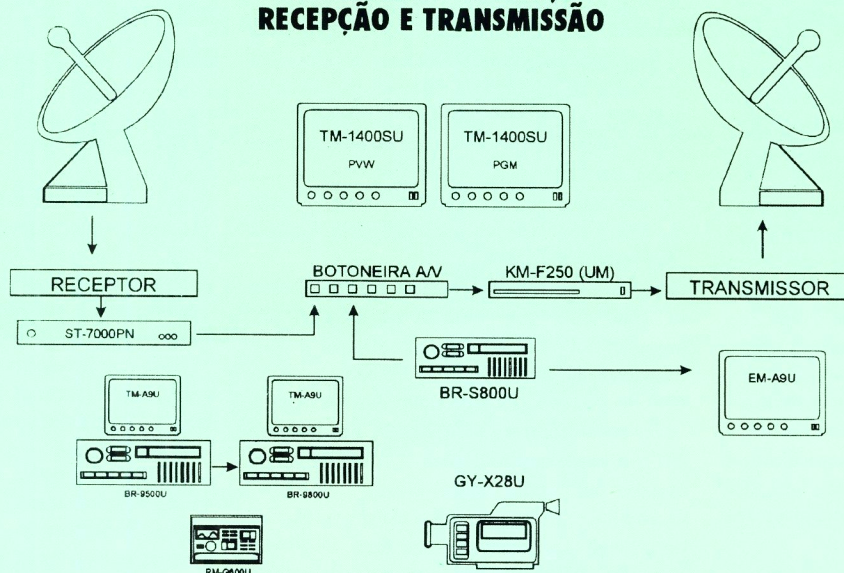 RECEPÇÃO E TRANSMISSÃO
TM-1400SU
PVW
TM-1400SU
PGM
RECEPTOR
BOTONEIRA A/V
KM-F250 (UM)
TRANSMISSOR
ST-7000PN
BR-S800U
EM-A9U
TM-A9U
TM-A9U
BR-9500U
BR-9800U
GY-X28U